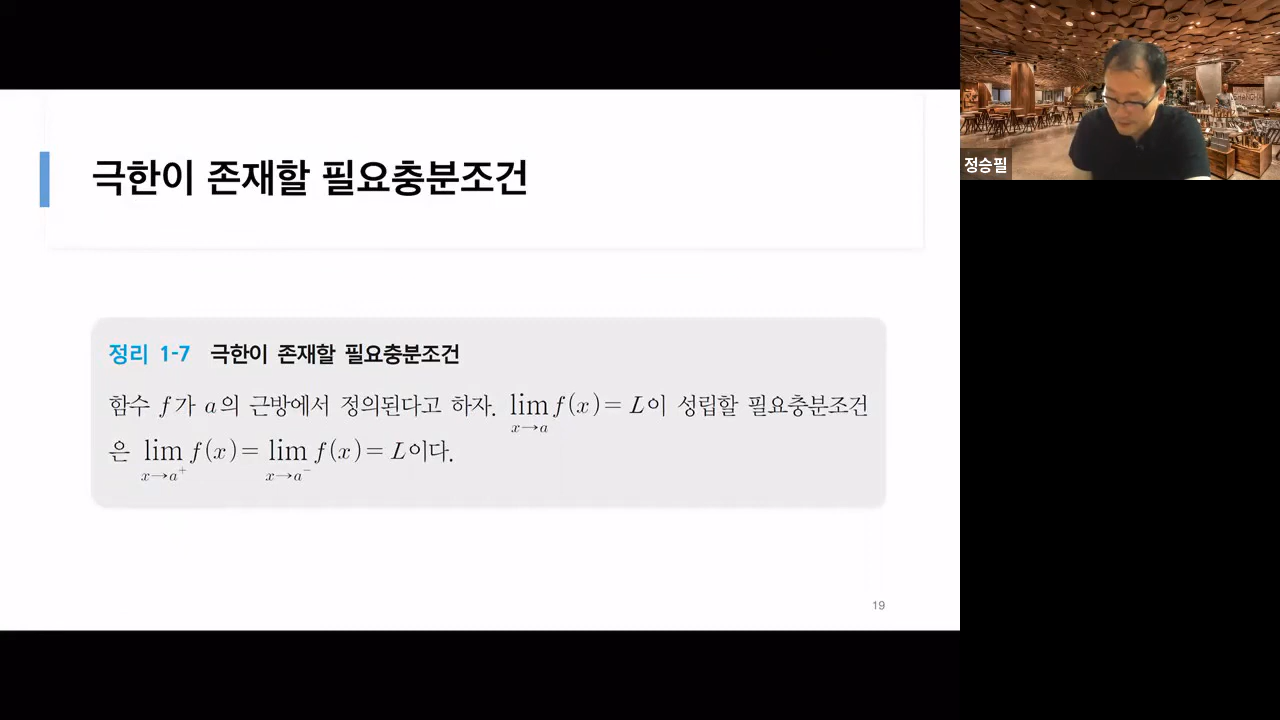 극한이 존재할 필요충분조건
정리 1-7 극한이 존재할 필요충분조건
함수 f가 a의 근방에서 정의된다고 하자. lim_{x→a} f(x) = L이 성립할 필요충분조건
은 lim_{x→a⁺} f(x) = lim_{x→a⁻} f(x) = L이다.
19
정승필